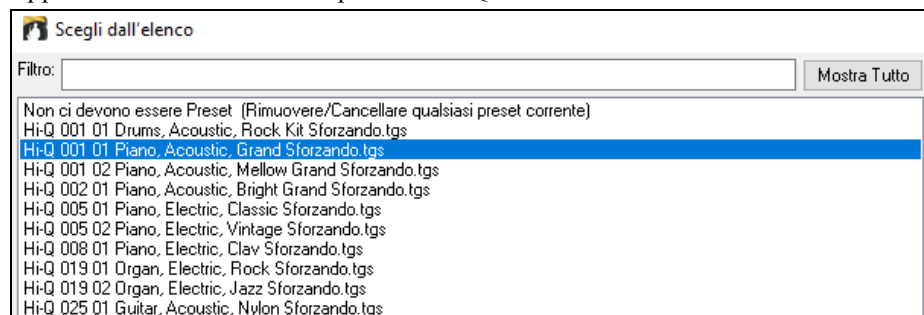 Scegli dall'elenco
Filtro:
Mostra Tutto
Non ci devono essere Preset (Rimuovere/Cancellare qualsiasi preset corrente)
Hi-Q 001 01 Drums, Acoustic, Rock Kit Sforzando.tgs
Hi-Q 001 01 Piano, Acoustic, Grand Sforzando.tgs
Hi-Q 001 02 Piano, Acoustic, Mellow Grand Sforzando.tgs
Hi-Q 002 01 Piano, Acoustic, Bright Grand Sforzando.tgs
Hi-Q 005 01 Piano, Electric, Classic Sforzando.tgs
Hi-Q 005 02 Piano, Electric, Vintage Sforzando.tgs
Hi-Q 008 01 Piano, Electric, Clav Sforzando.tgs
Hi-Q 019 01 Organ, Electric, Rock Sforzando.tgs
Hi-Q 019 02 Organ, Electric, Jazz Sforzando.tgs
Hi-Q 025 01 Guitar, Acoustic, Nylon Sforzando.tgs